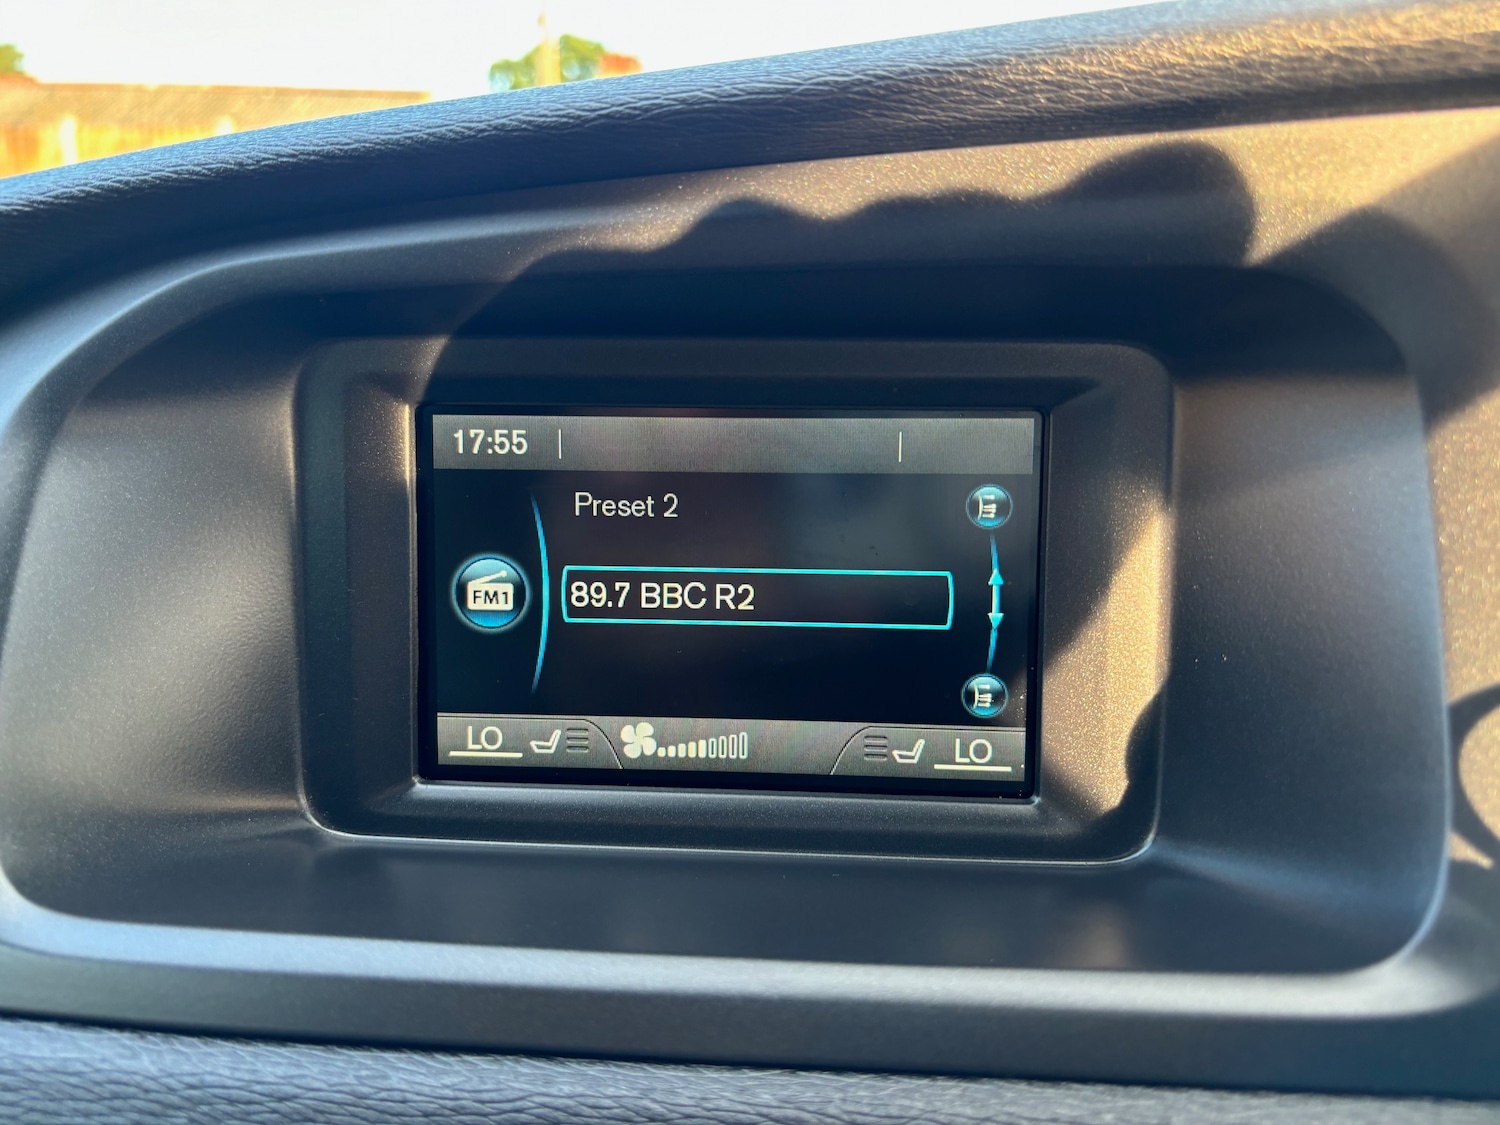 17:55
Preset 2
FM1
89.7 BBC R2
LO LO